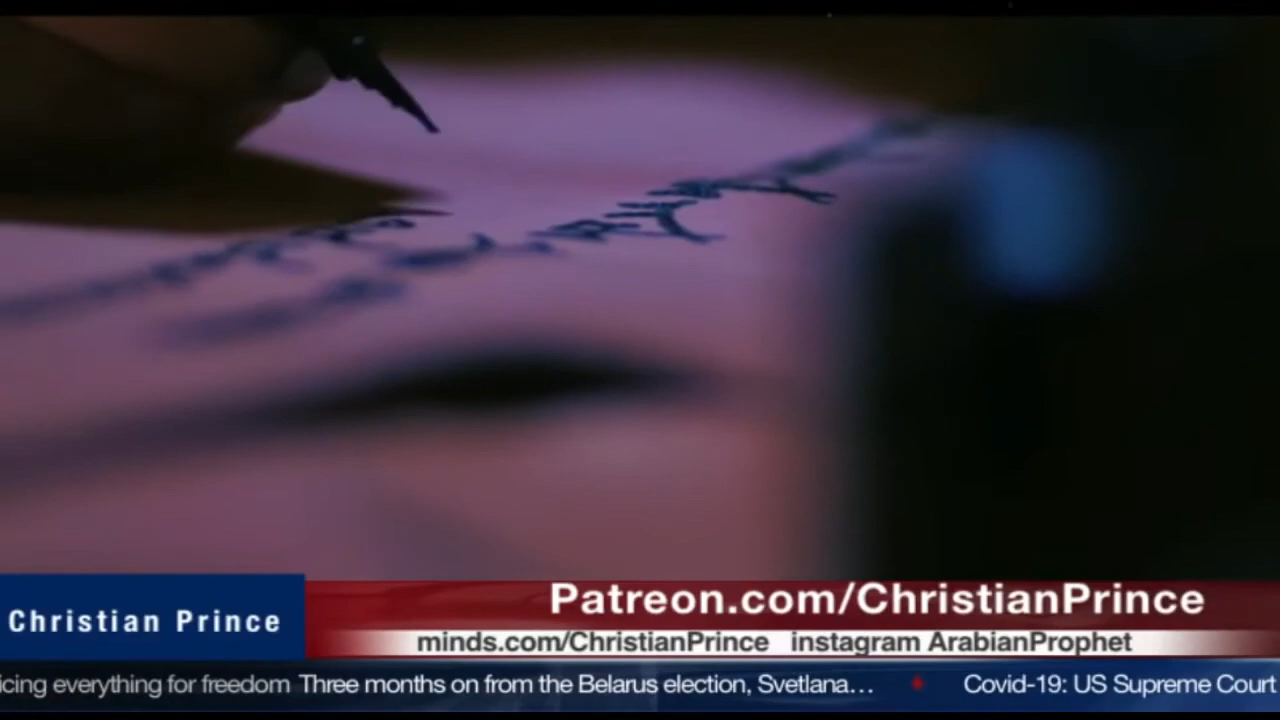 Patreon.com/ChristianPrince
Christian Prince
minds.com/ChristianPrince instagram ArabianProphet
icing everything for freedom Three months on from the Belarus election, Svetlana… Covid-19: US Supreme Court